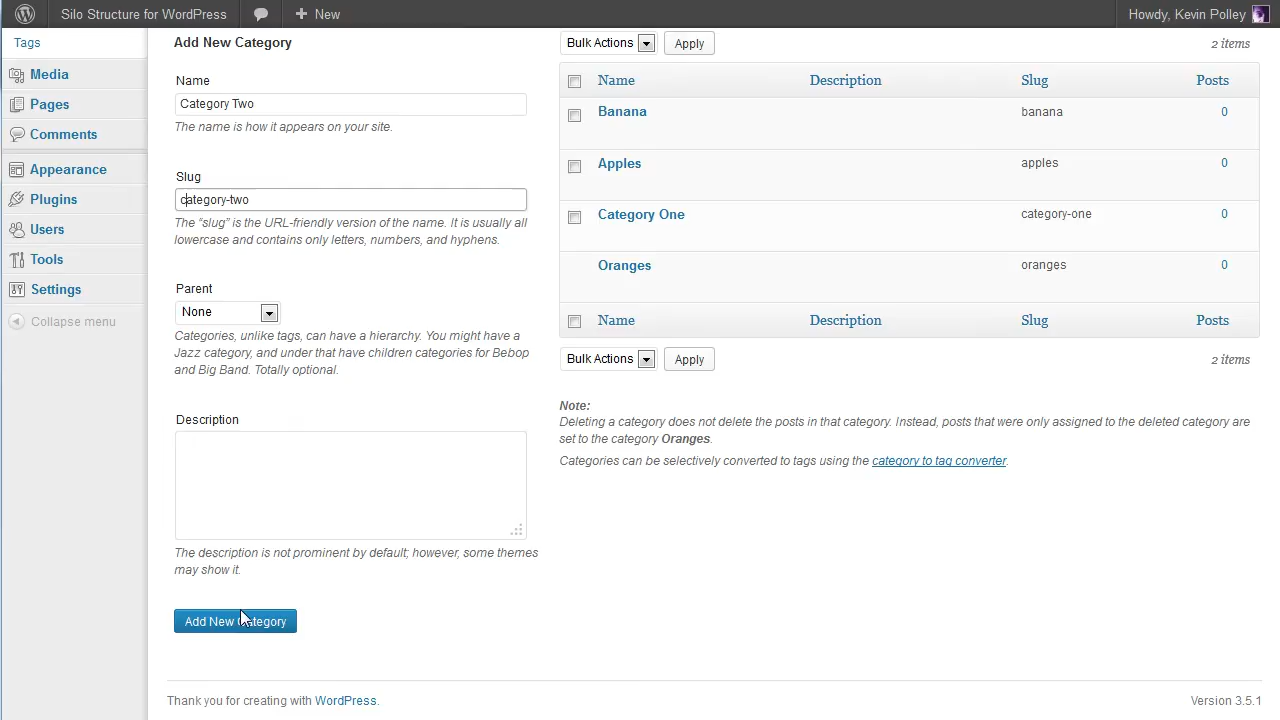 Silo Structure for WordPress
New
Howdy, Kevin Polley
Tags
Media
Pages
Comments
Appearance
Plugins
Users
Tools
Settings
Collapse menu
Add New Category
Name
Category Two
The name is how it appears on your site.
Slug
category-two
The “slug” is the URL-friendly version of the name. It is usually all
lowercase and contains only letters, numbers, and hyphens.
Parent
None
Categories, unlike tags, can have a hierarchy. You might have a
Jazz category, and under that have children categories for Bebop
and Big Band. Totally optional.
Description
The description is not prominent by default; however, some themes
may show it.
Add New Category
Bulk Actions
Apply
2 items
Name Description Slug Posts
Banana banana 0
Apples apples 0
Category One category-one 0
Oranges oranges 0
Name Description Slug Posts
Bulk Actions
Apply
2 items
Note:
Deleting a category does not delete the posts in that category. Instead, posts that were only assigned to the deleted category are
set to the category Oranges.
Categories can be selectively converted to tags using the category to tag converter.
Thank you for creating with WordPress.
Version 3.5.1